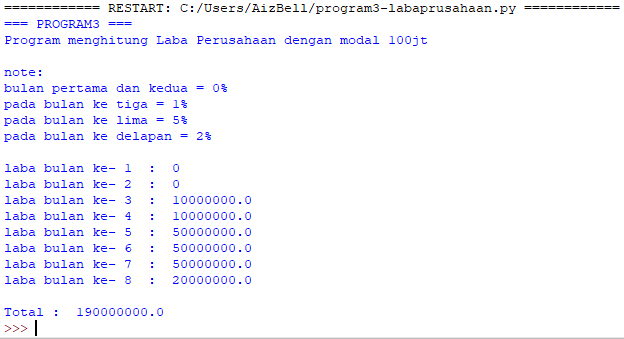 ============ RESTART: C:/Users/AizBell/program3-labaprusahaan.py ============
=== PROGRAM3 ===
Program menghitung Laba Perusahaan dengan modal 100jt
note:
bulan pertama dan kedua = 0%
pada bulan ke tiga = 1%
pada bulan ke lima = 5%
pada bulan ke delapan = 2%
laba bulan ke- 1  :  0
laba bulan ke- 2  :  0
laba bulan ke- 3  :  10000000.0
laba bulan ke- 4  :  10000000.0
laba bulan ke- 5  :  50000000.0
laba bulan ke- 6  :  50000000.0
laba bulan ke- 7  :  50000000.0
laba bulan ke- 8  :  20000000.0
Total :  190000000.0
>>>